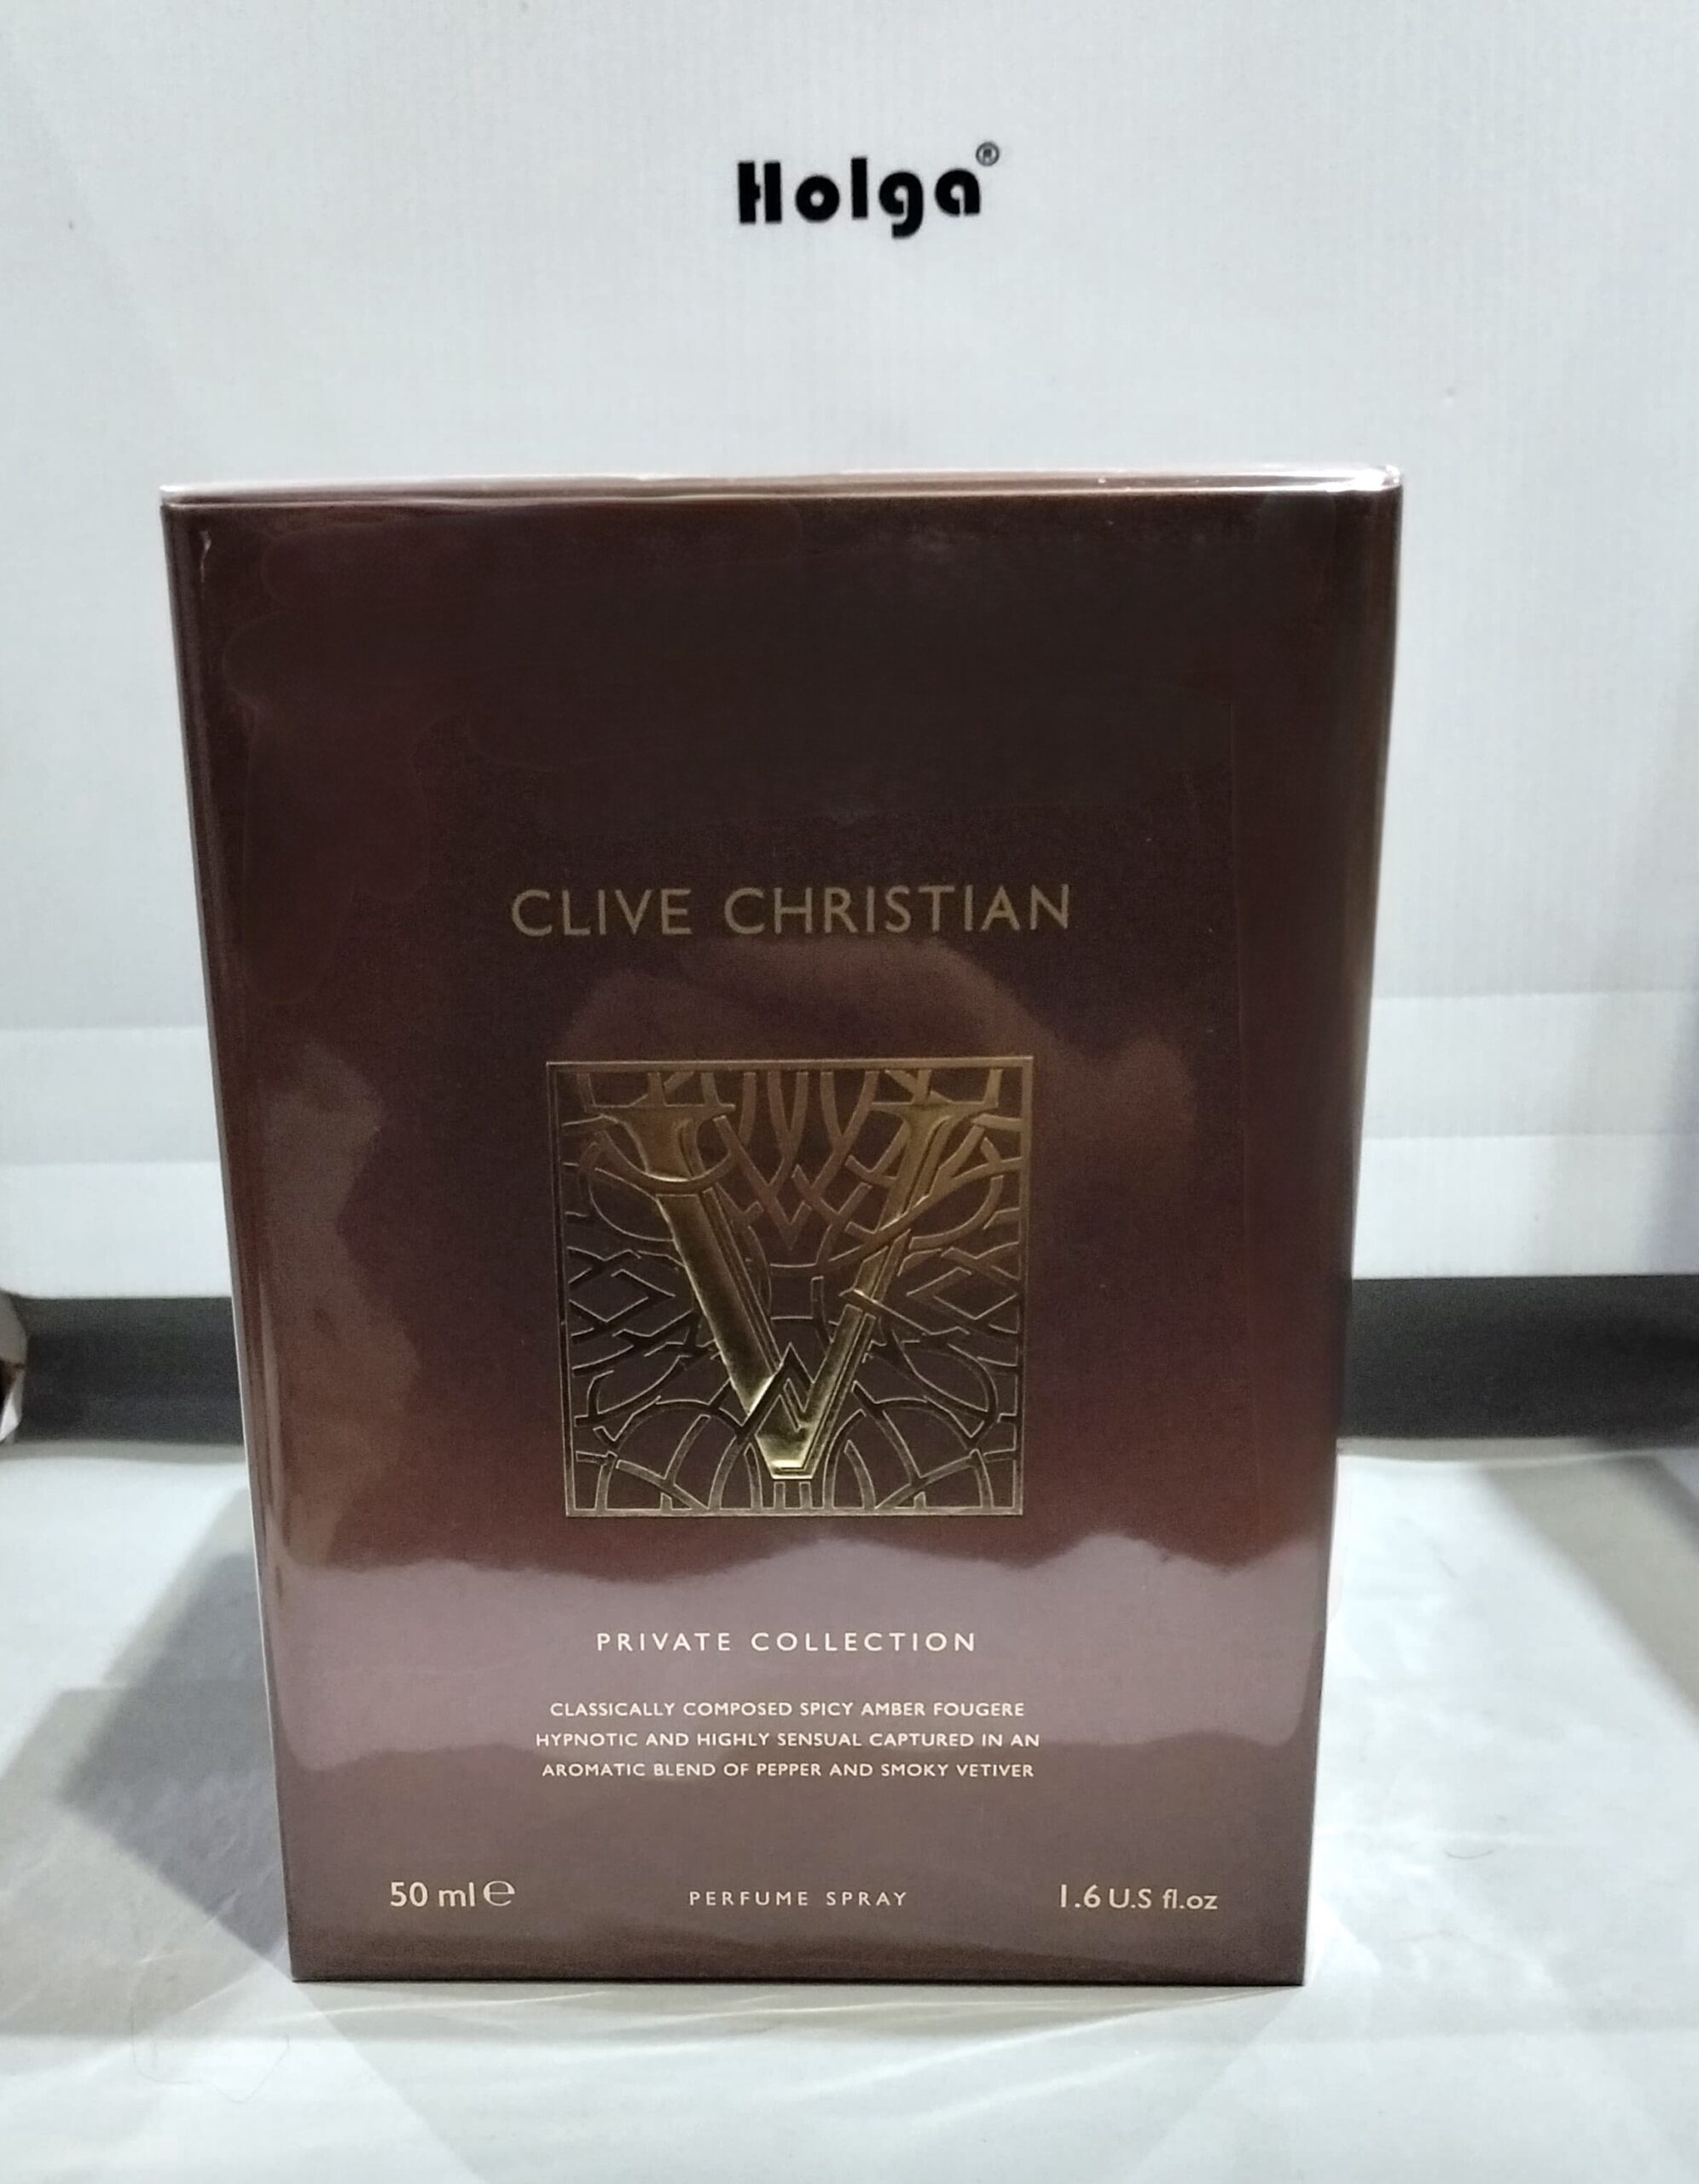 Holga®
CLIVE CHRISTIAN
V
PRIVATE COLLECTION
CLASSICALLY COMPOSED SPICY AMBER FOUGERE
HYPNOTIC AND HIGHLY SENSUAL CAPTURED IN AN
AROMATIC BLEND OF PEPPER AND SMOKY VETIVER
50 ml ℮ PERFUME SPRAY 1.6 U.S fl.oz